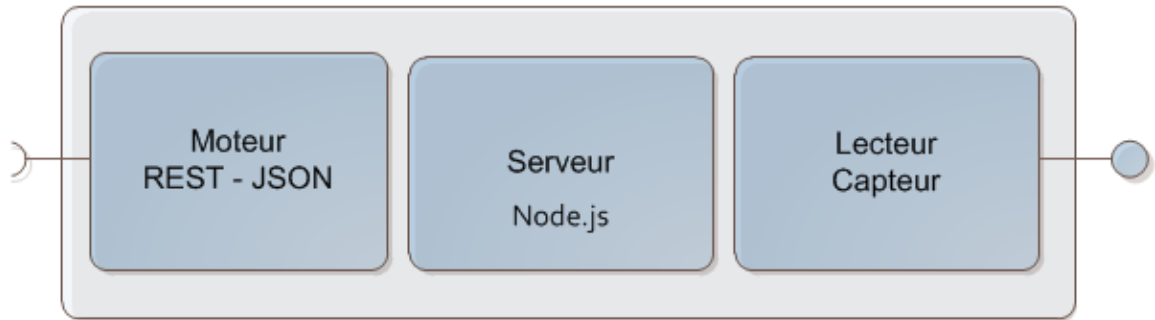 Moteur
REST - JSON
Serveur
Node.js
Lecteur
Capteur